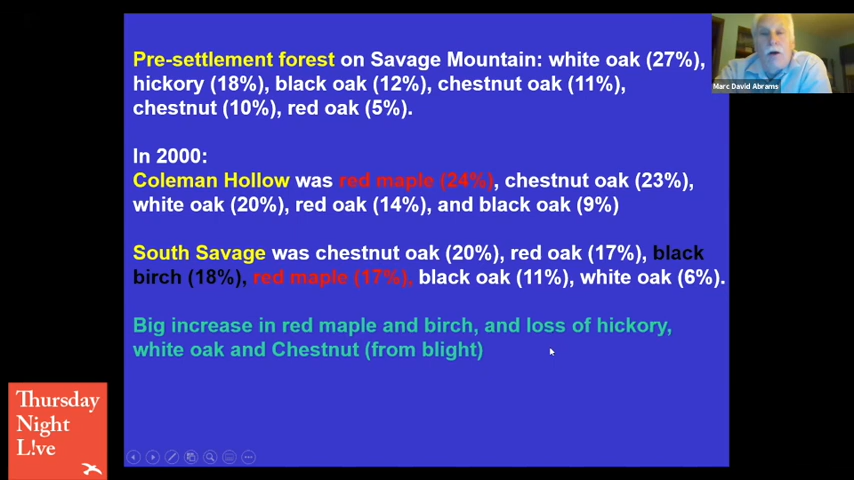 Pre-settlement forest on Savage Mountain: white oak (27%),
hickory (18%), black oak (12%), chestnut oak (11%),
chestnut (10%), red oak (5%).
In 2000:
Coleman Hollow was red maple (24%), chestnut oak (23%),
white oak (20%), red oak (14%), and black oak (9%)
South Savage was chestnut oak (20%), red oak (17%), black
birch (18%), red maple (17%), black oak (11%), white oak (6%).
Big increase in red maple and birch, and loss of hickory,
white oak and Chestnut (from blight)
Marc David Abrams
Thursday
Night
L!ve